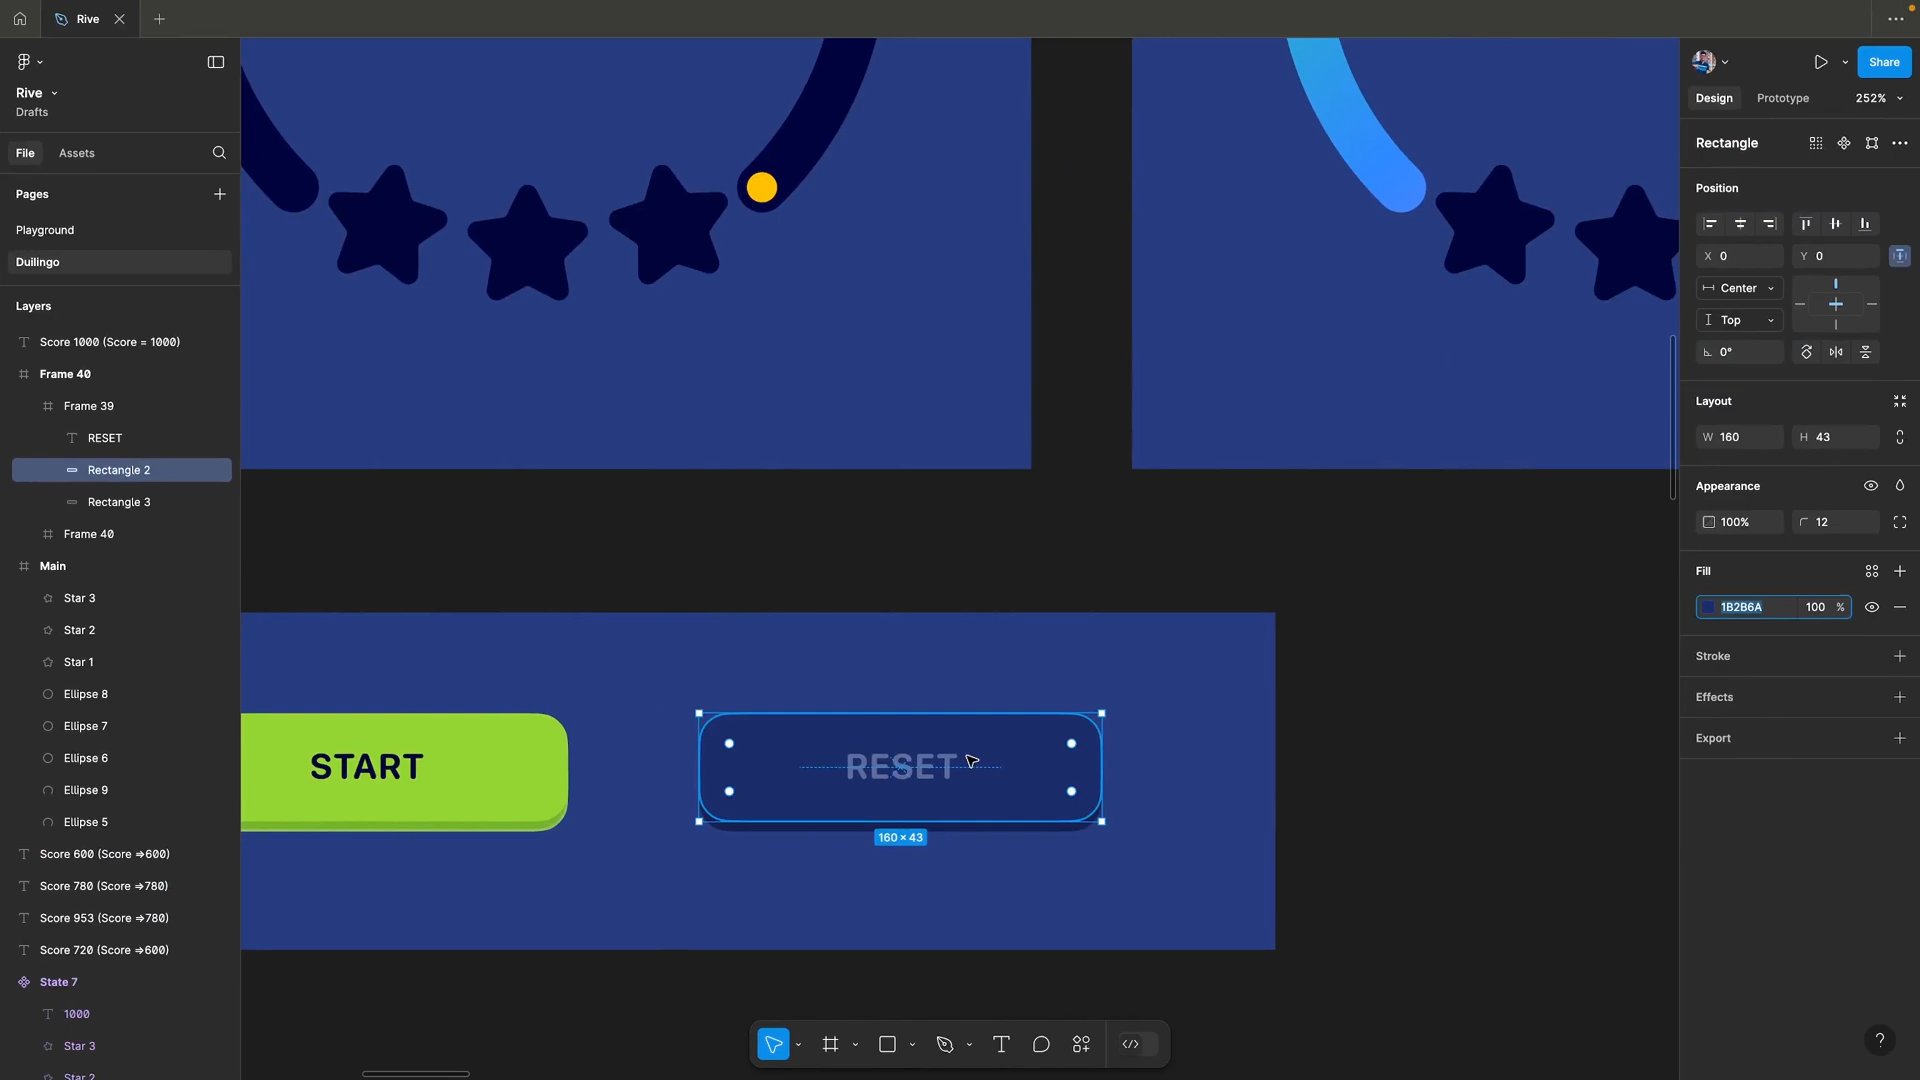 Rive
Share
Rive
Drafts
Design
Prototype
252%
File
Assets
Rectangle
Pages
Position
Playground
X 0
Y 0
Duilingo
Center
Layers
Top
Score 1000 (Score = 1000)
0°
Frame 40
Layout
Frame 39
RESET
W 160
H 43
Rectangle 2
Appearance
Rectangle 3
100%
12
Frame 40
Main
Fill
Star 3
1B2B6A
100 %
Star 2
Stroke
Star 1
Effects
Ellipse 8
Ellipse 7
Export
Ellipse 6
START
RESET
Ellipse 9
Ellipse 5
160 × 43
Score 600 (Score =>600)
Score 780 (Score =>780)
Score 953 (Score =>780)
Score 720 (Score =>600)
State 7
1000
Star 3
Star 2
?